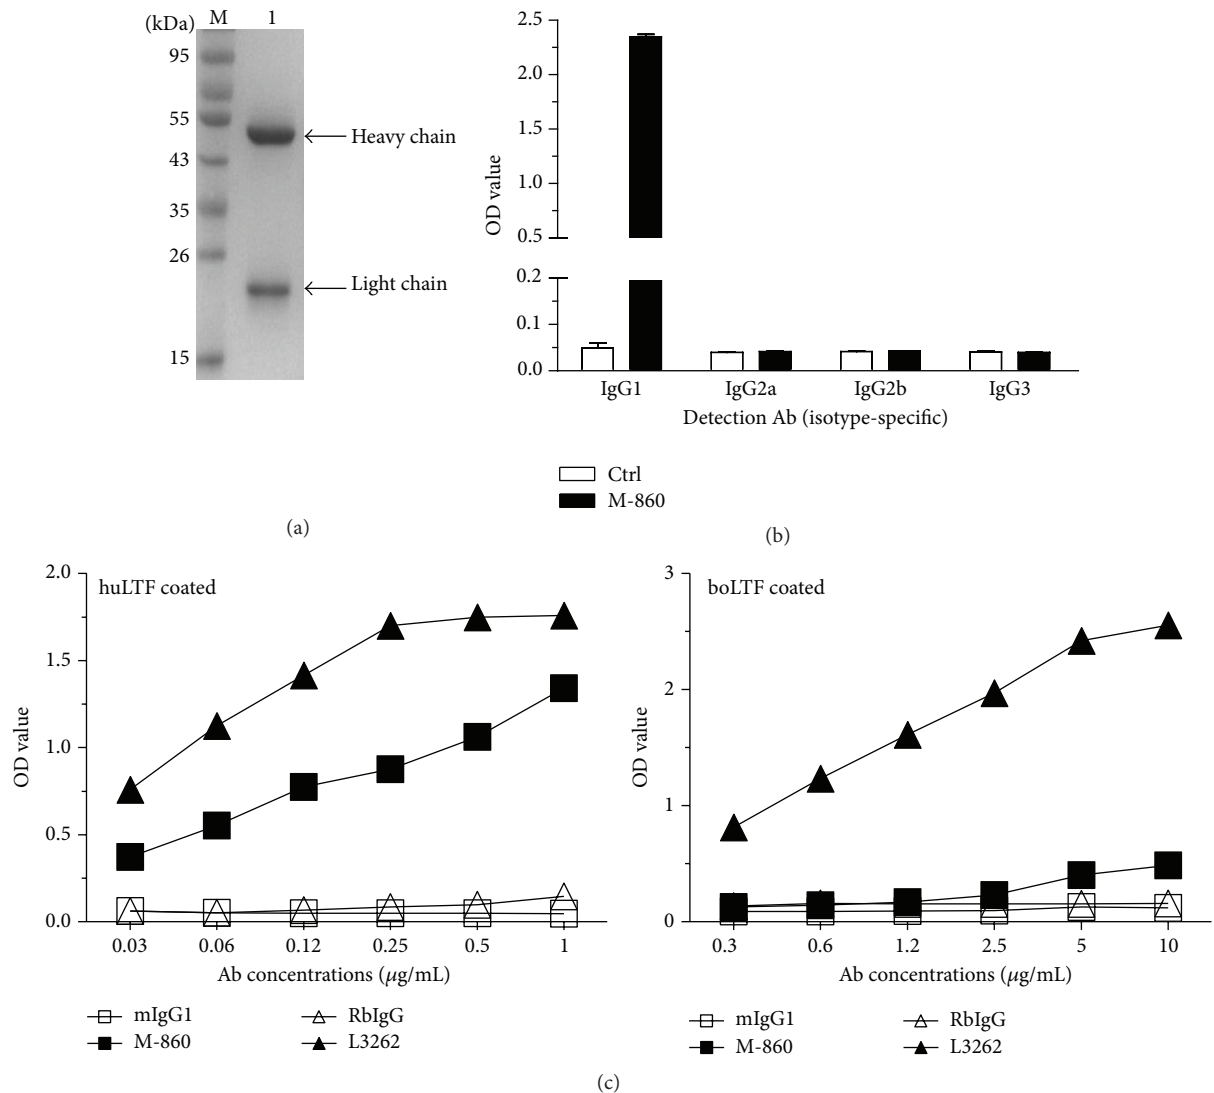 (kDa)
M 1
95
55
43
35
26
15
Heavy chain
Light chain
(a)
2.5
2.0
1.5
1.0
0.5
0.2
0.1
0.0
OD value
IgG1 IgG2a IgG2b IgG3
Detection Ab (isotype-specific)
Ctrl
M-860
(b)
huLTF coated
2.0
1.5
1.0
0.5
0.0
OD value
0.03 0.06 0.12 0.25 0.5 1
Ab concentrations (μg/mL)
mIgG1 RbIgG
M-860 L3262
boLTF coated
3
2
1
0
OD value
0.3 0.6 1.2 2.5 5 10
Ab concentrations (μg/mL)
mIgG1 RbIgG
M-860 L3262
(c)